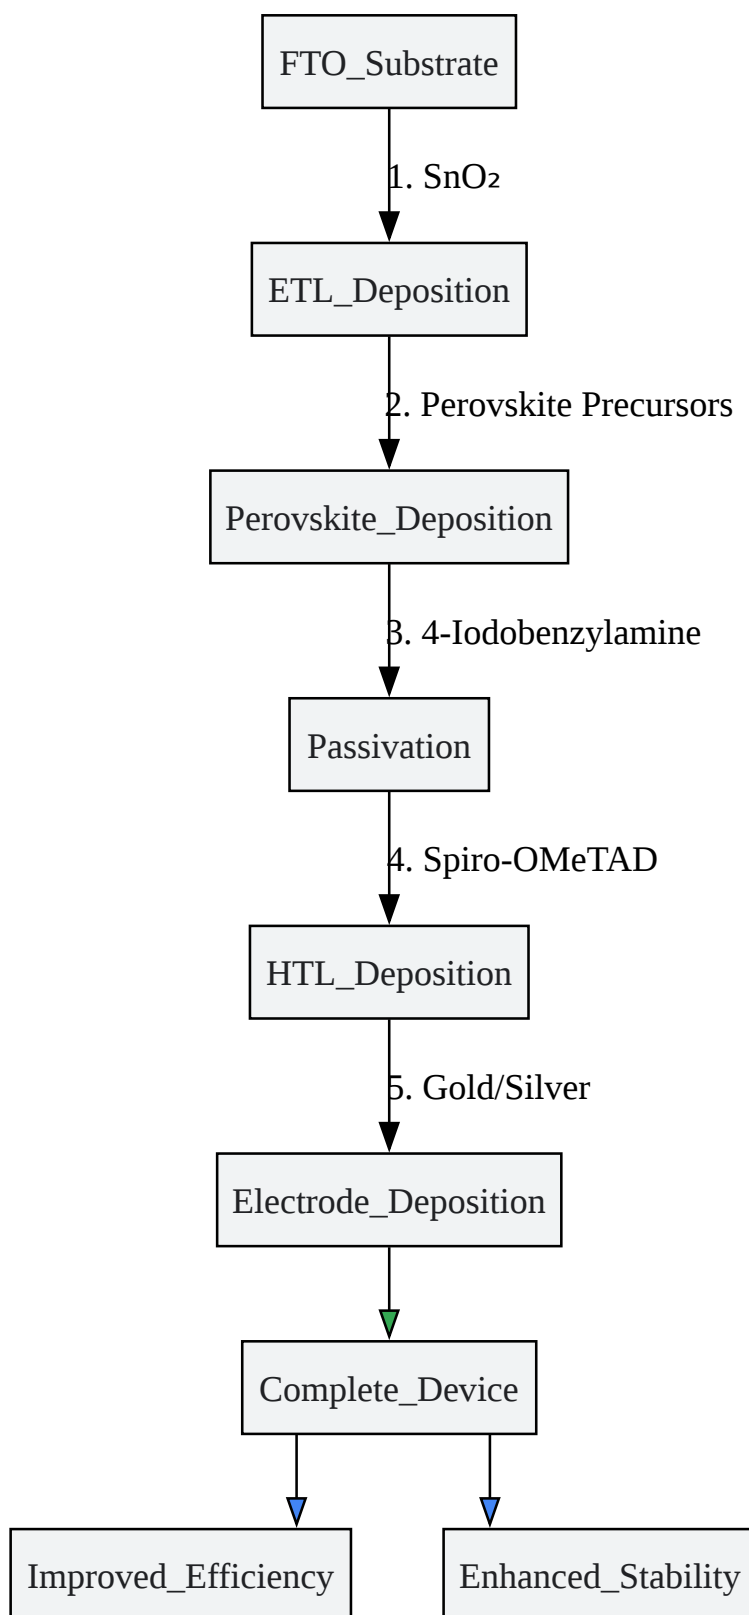 FTO_Substrate
1. SnO₂
ETL_Deposition
2. Perovskite Precursors
Perovskite_Deposition
3. 4-Iodobenzylamine
Passivation
4. Spiro-OMeTAD
HTL_Deposition
5. Gold/Silver
Electrode_Deposition
Complete_Device
Improved_Efficiency
Enhanced_Stability